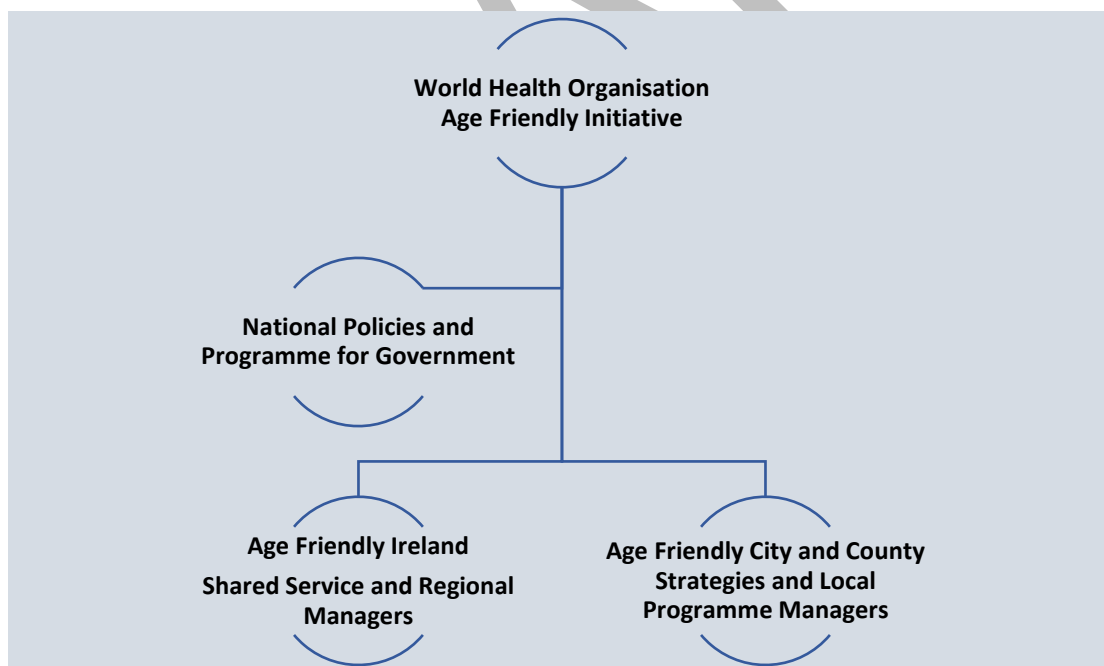 World Health Organisation
Age Friendly Initiative
National Policies and
Programme for Government
Age Friendly Ireland
Shared Service and Regional
Managers
Age Friendly City and County
Strategies and Local
Programme Managers